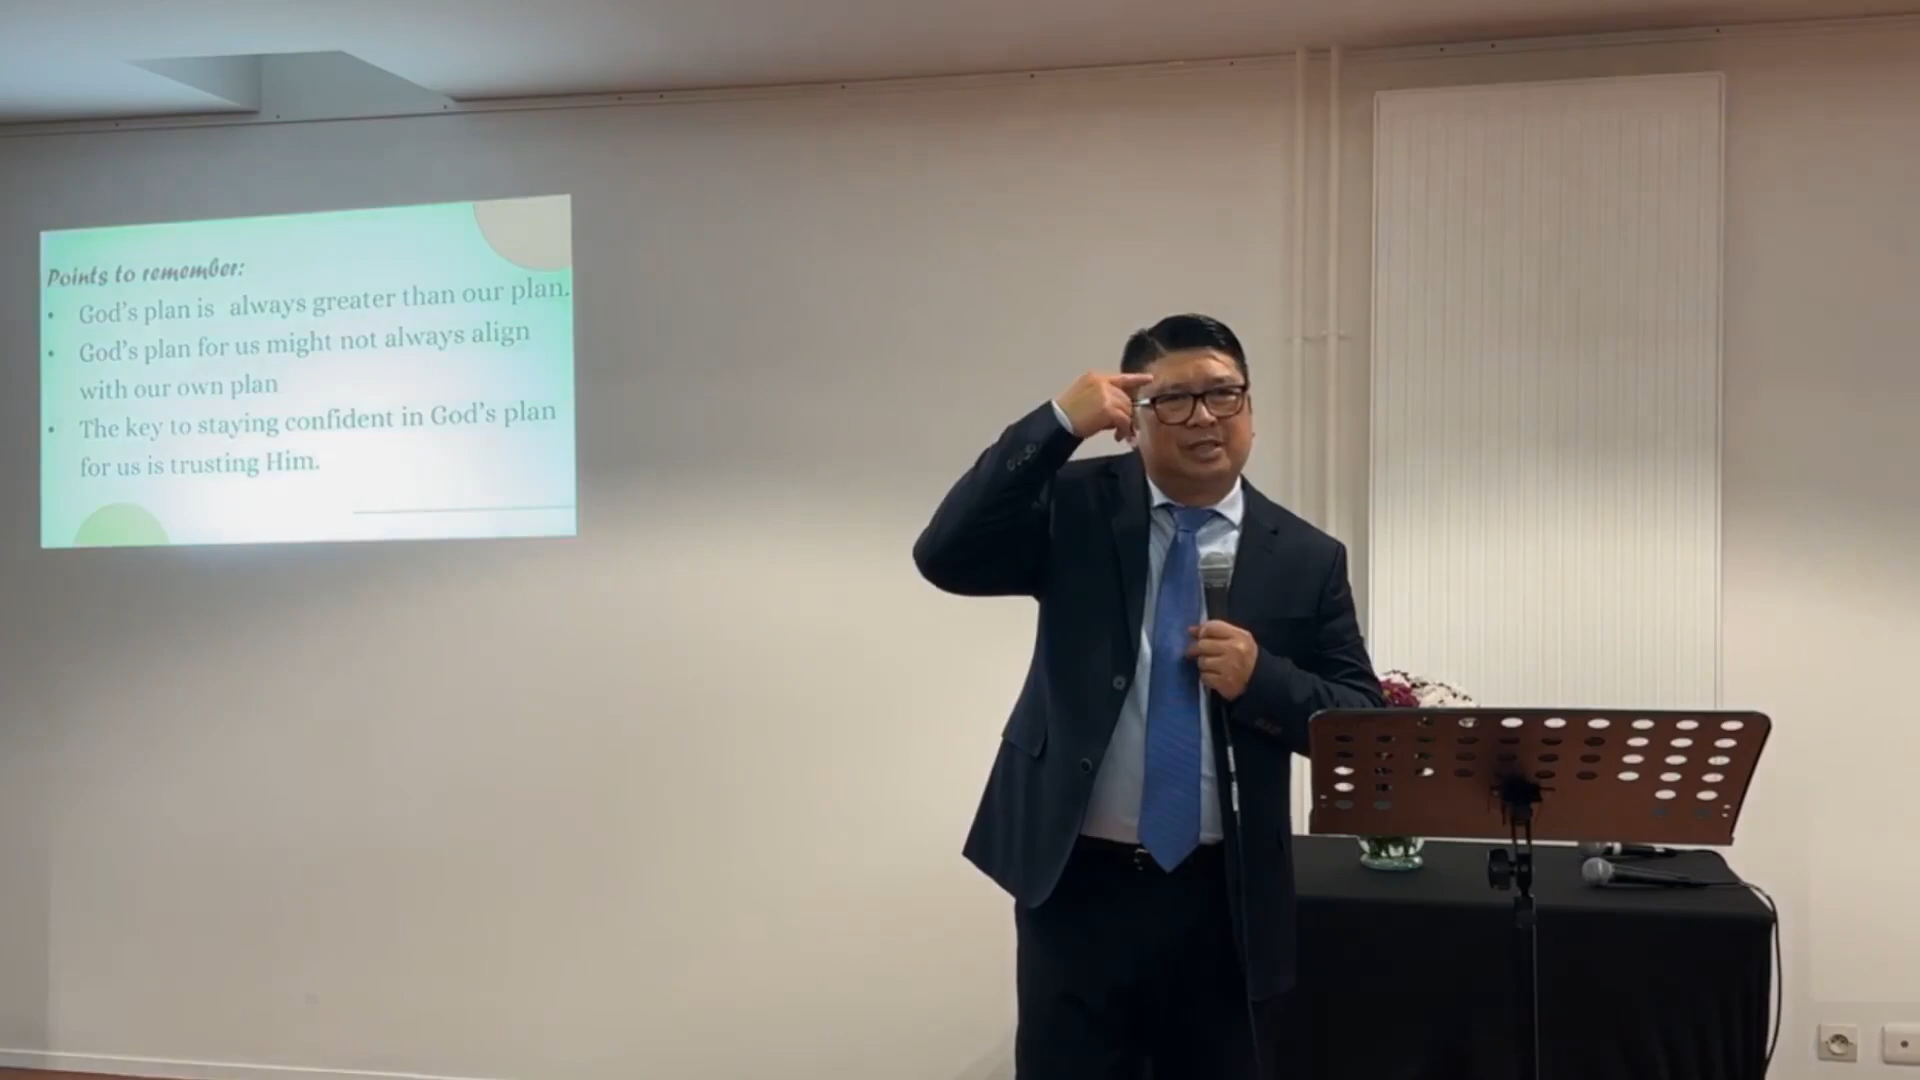 Points to remember:
• God's plan is always greater than our plan.
• God's plan for us might not always align
with our own plan
• The key to staying confident in God's plan
for us is trusting Him.